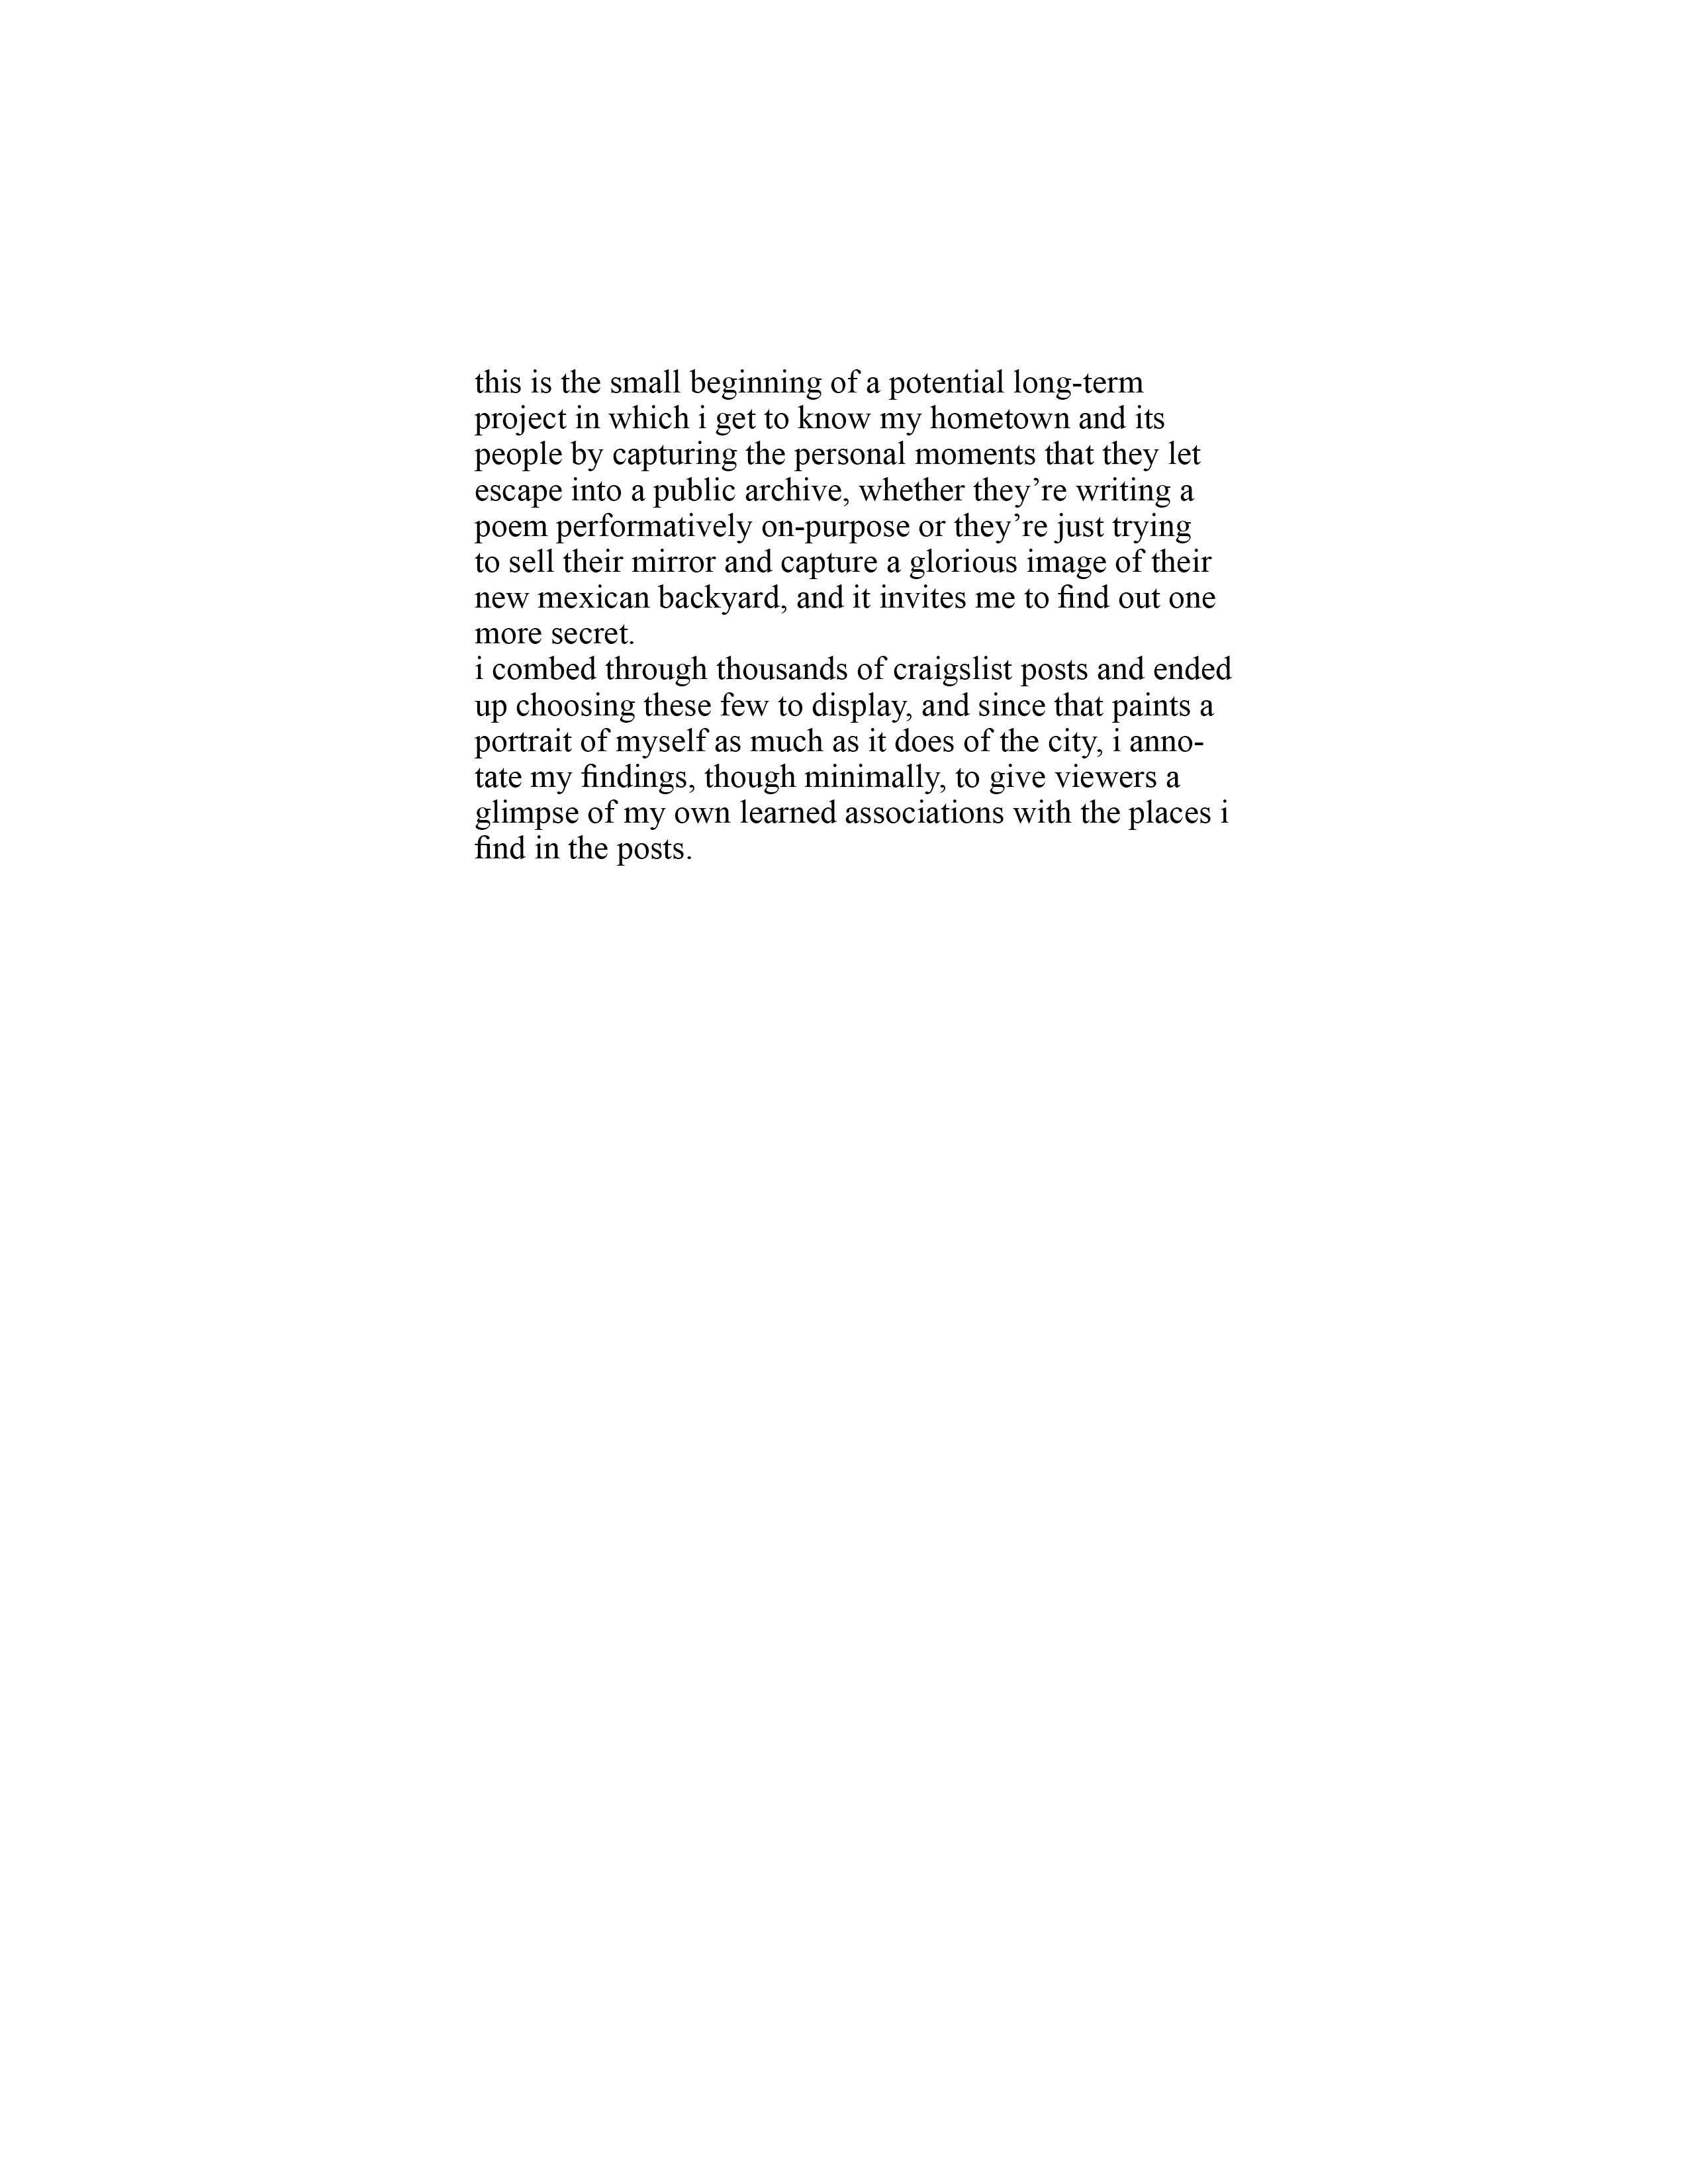 this is the small beginning of a potential long-term
project in which i get to know my hometown and its
people by capturing the personal moments that they let
escape into a public archive, whether they’re writing a
poem performatively on-purpose or they’re just trying
to sell their mirror and capture a glorious image of their
new mexican backyard, and it invites me to find out one
more secret.
i combed through thousands of craigslist posts and ended
up choosing these few to display, and since that paints a
portrait of myself as much as it does of the city, i anno-
tate my findings, though minimally, to give viewers a
glimpse of my own learned associations with the places i
find in the posts.